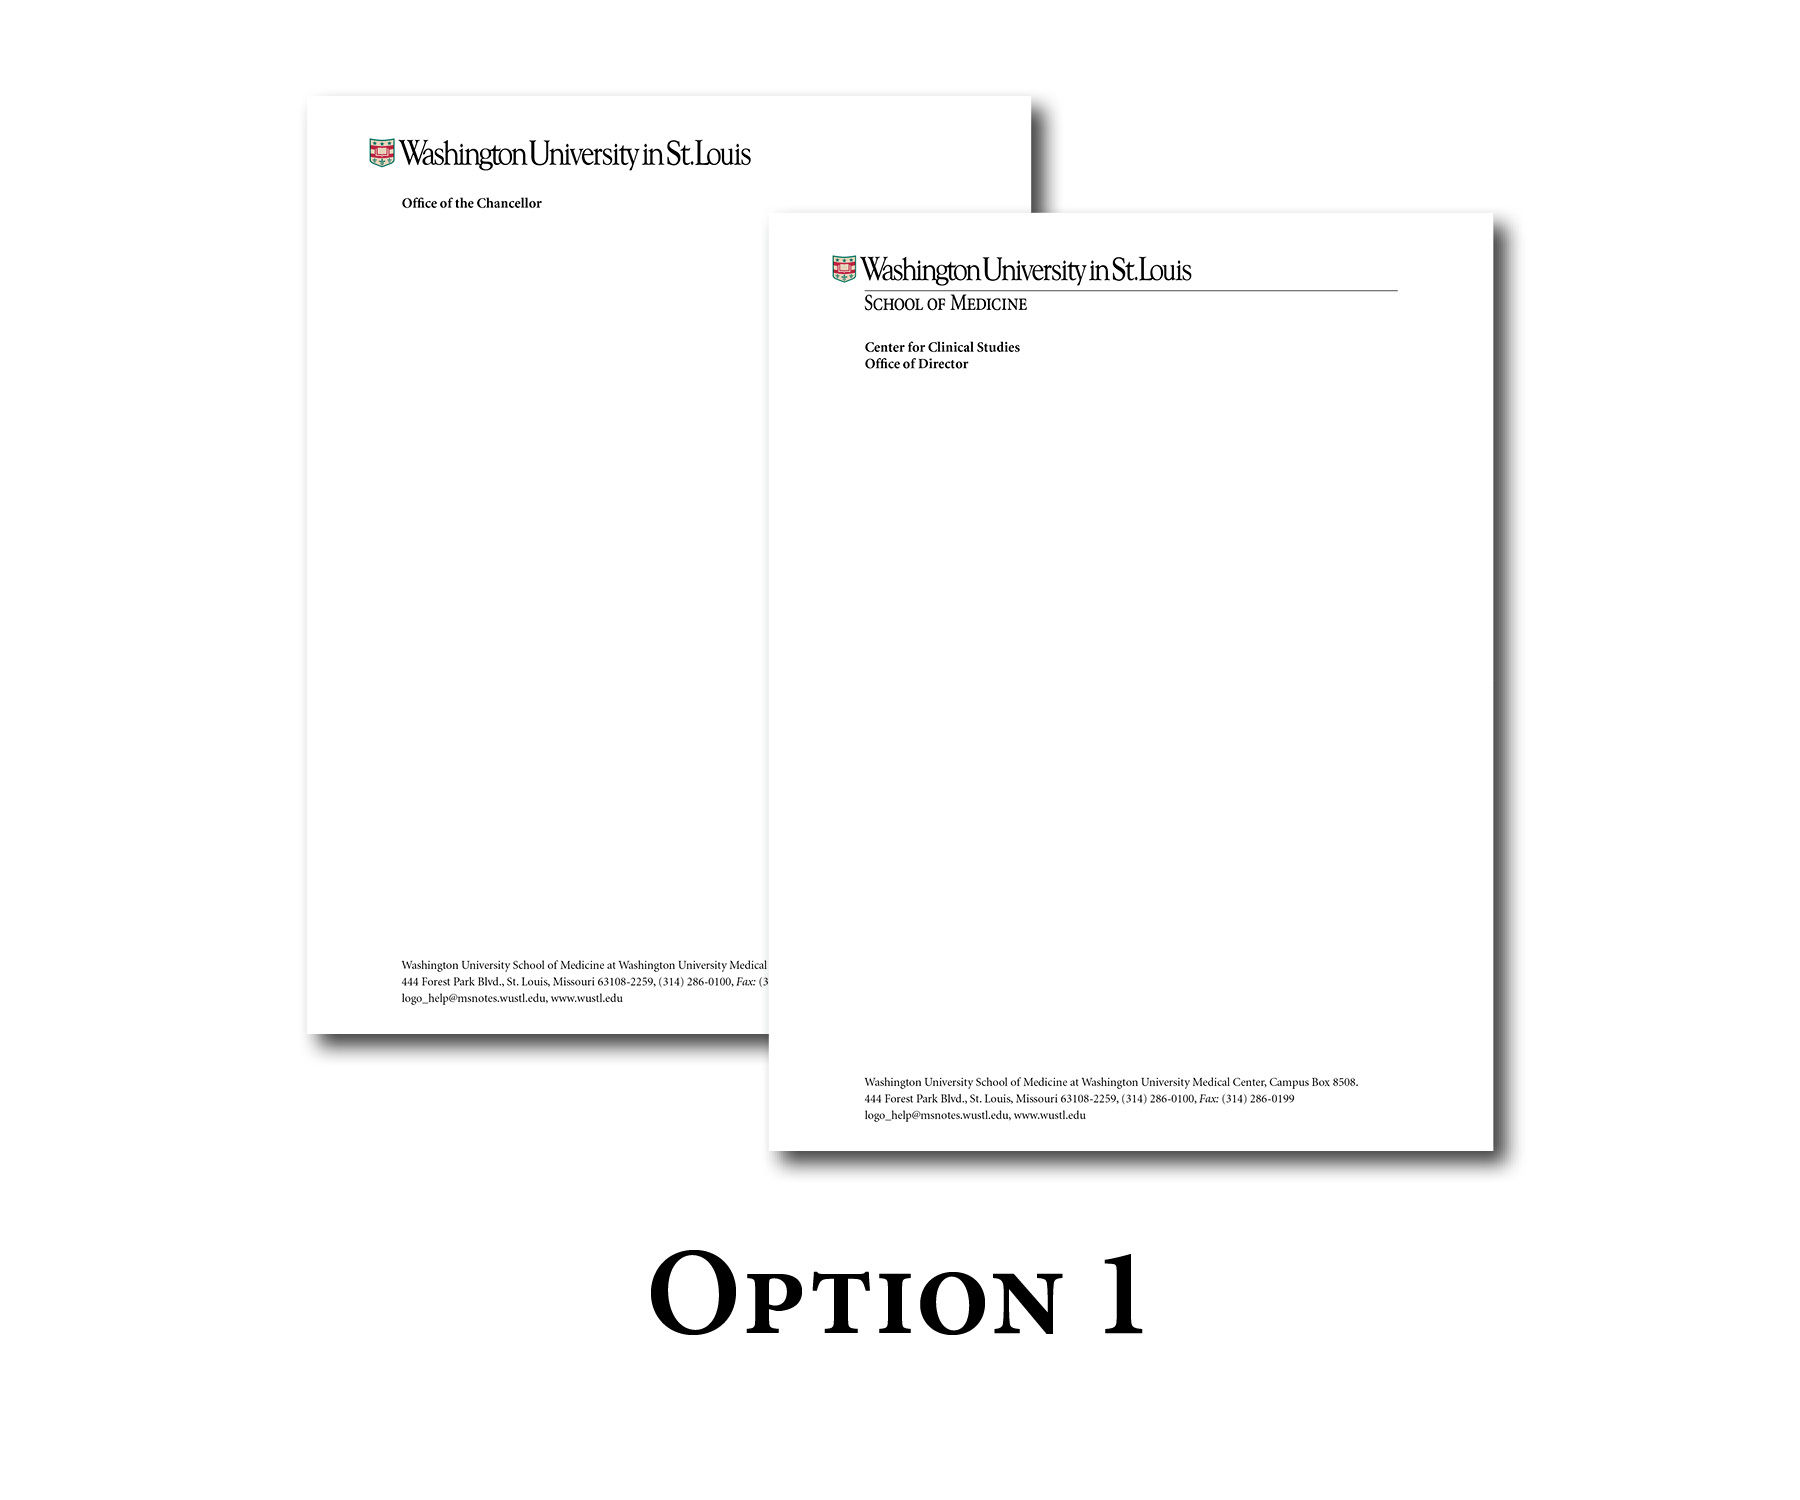 Washington University in St. Louis
Office of the Chancellor
Washington University School of Medicine at Washington University Medical
444 Forest Park Blvd., St. Louis, Missouri 63108-2259, (314) 286-0100, Fax: (3
logo_help@msnotes.wustl.edu, www.wustl.edu
Washington University in St. Louis
School of Medicine
Center for Clinical Studies
Office of Director
Washington University School of Medicine at Washington University Medical Center, Campus Box 8508.
444 Forest Park Blvd., St. Louis, Missouri 63108-2259, (314) 286-0100, Fax: (314) 286-0199
logo_help@msnotes.wustl.edu, www.wustl.edu
Option 1